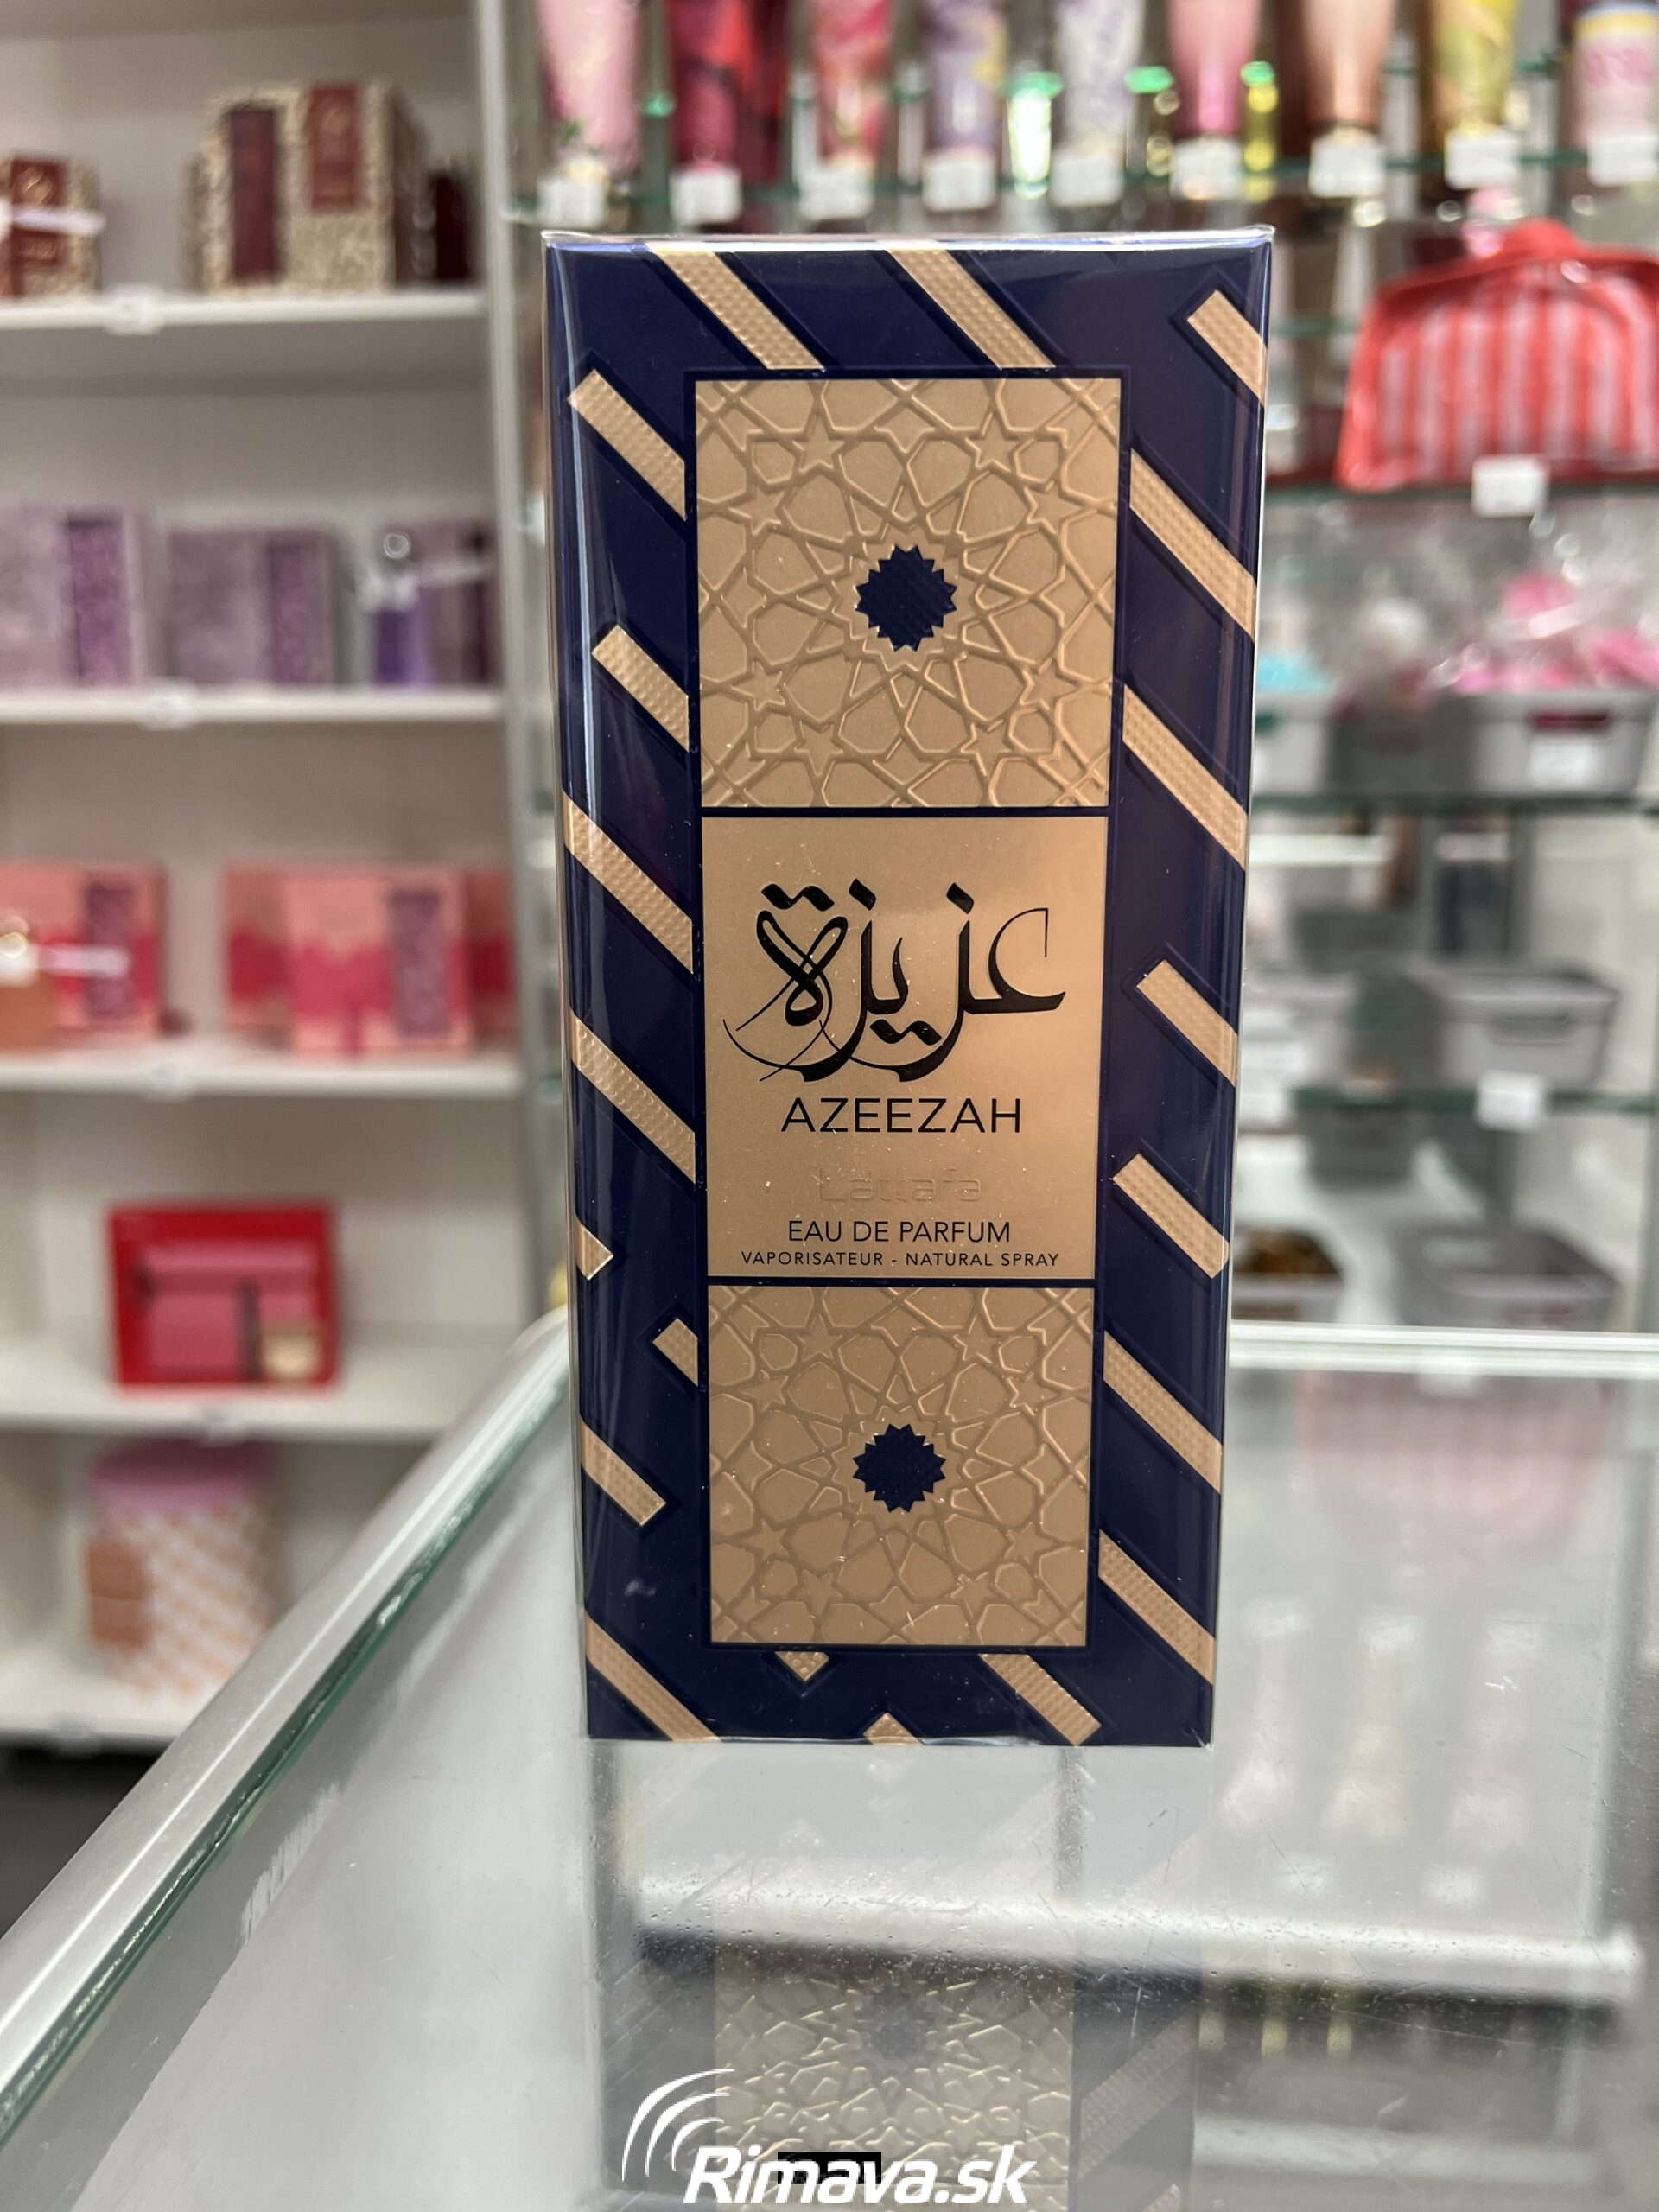 عزيزة
AZEEZAH
Lattafa
EAU DE PARFUM
VAPORISATEUR - NATURAL SPRAY
Rimava.sk